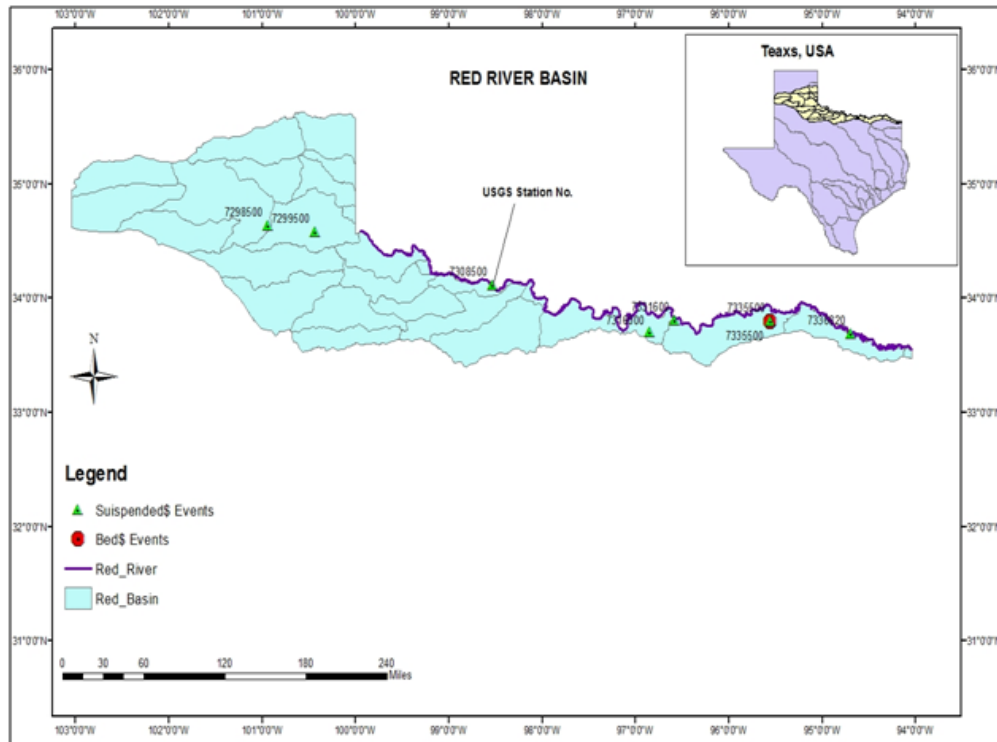 103°0'0"W 102°0'0"W 101°0'0"W 100°0'0"W 99°0'0"W 98°0'0"W 97°0'0"W 96°0'0"W 95°0'0"W 94°0'0"W
Teaxs, USA
RED RIVER BASIN
36°0'0"N 36°0'0"N
35°0'0"N 35°0'0"N
USGS Station No.
7298500
7299500
7308500
34°0'0"N 34°0'0"N
7335500
7335500
N
33°0'0"N 33°0'0"N
Legend
Suispended$ Events
Bed$ Events
Red_River
Red_Basin
32°0'0"N 32°0'0"N
31°0'0"N 31°0'0"N
0 30 60 120 180 240
Miles
103°0'0"W 102°0'0"W 101°0'0"W 100°0'0"W 99°0'0"W 98°0'0"W 97°0'0"W 96°0'0"W 95°0'0"W 94°0'0"W